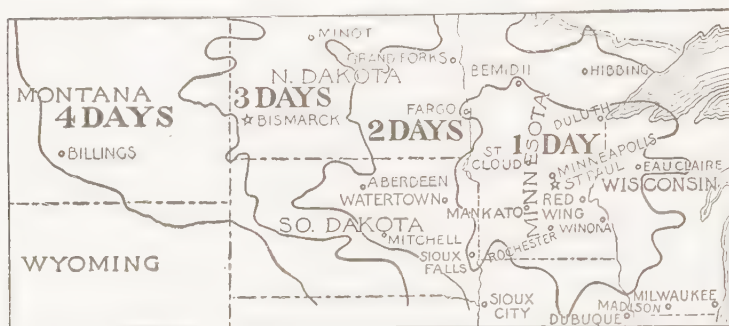 MINOT
GRAND FORKS
BEMIDJI
HIBBING
N. DAKOTA
MONTANA
3 DAYS
4 DAYS
BISMARCK
FARGO
DULUTH
2 DAYS
1 DAY
ST CLOUD
MINNESOTA
BILLINGS
MINNEAPOLIS
ST PAUL
EAU CLAIRE
WISCONSIN
ABERDEEN
WATERTOWN
MANKATO
RED WING
SO. DAKOTA
MITCHELL
WINONA
ROCHESTER
WYOMING
SIOUX FALLS
SIOUX CITY
MILWAUKEE
MADISON
DUBUQUE